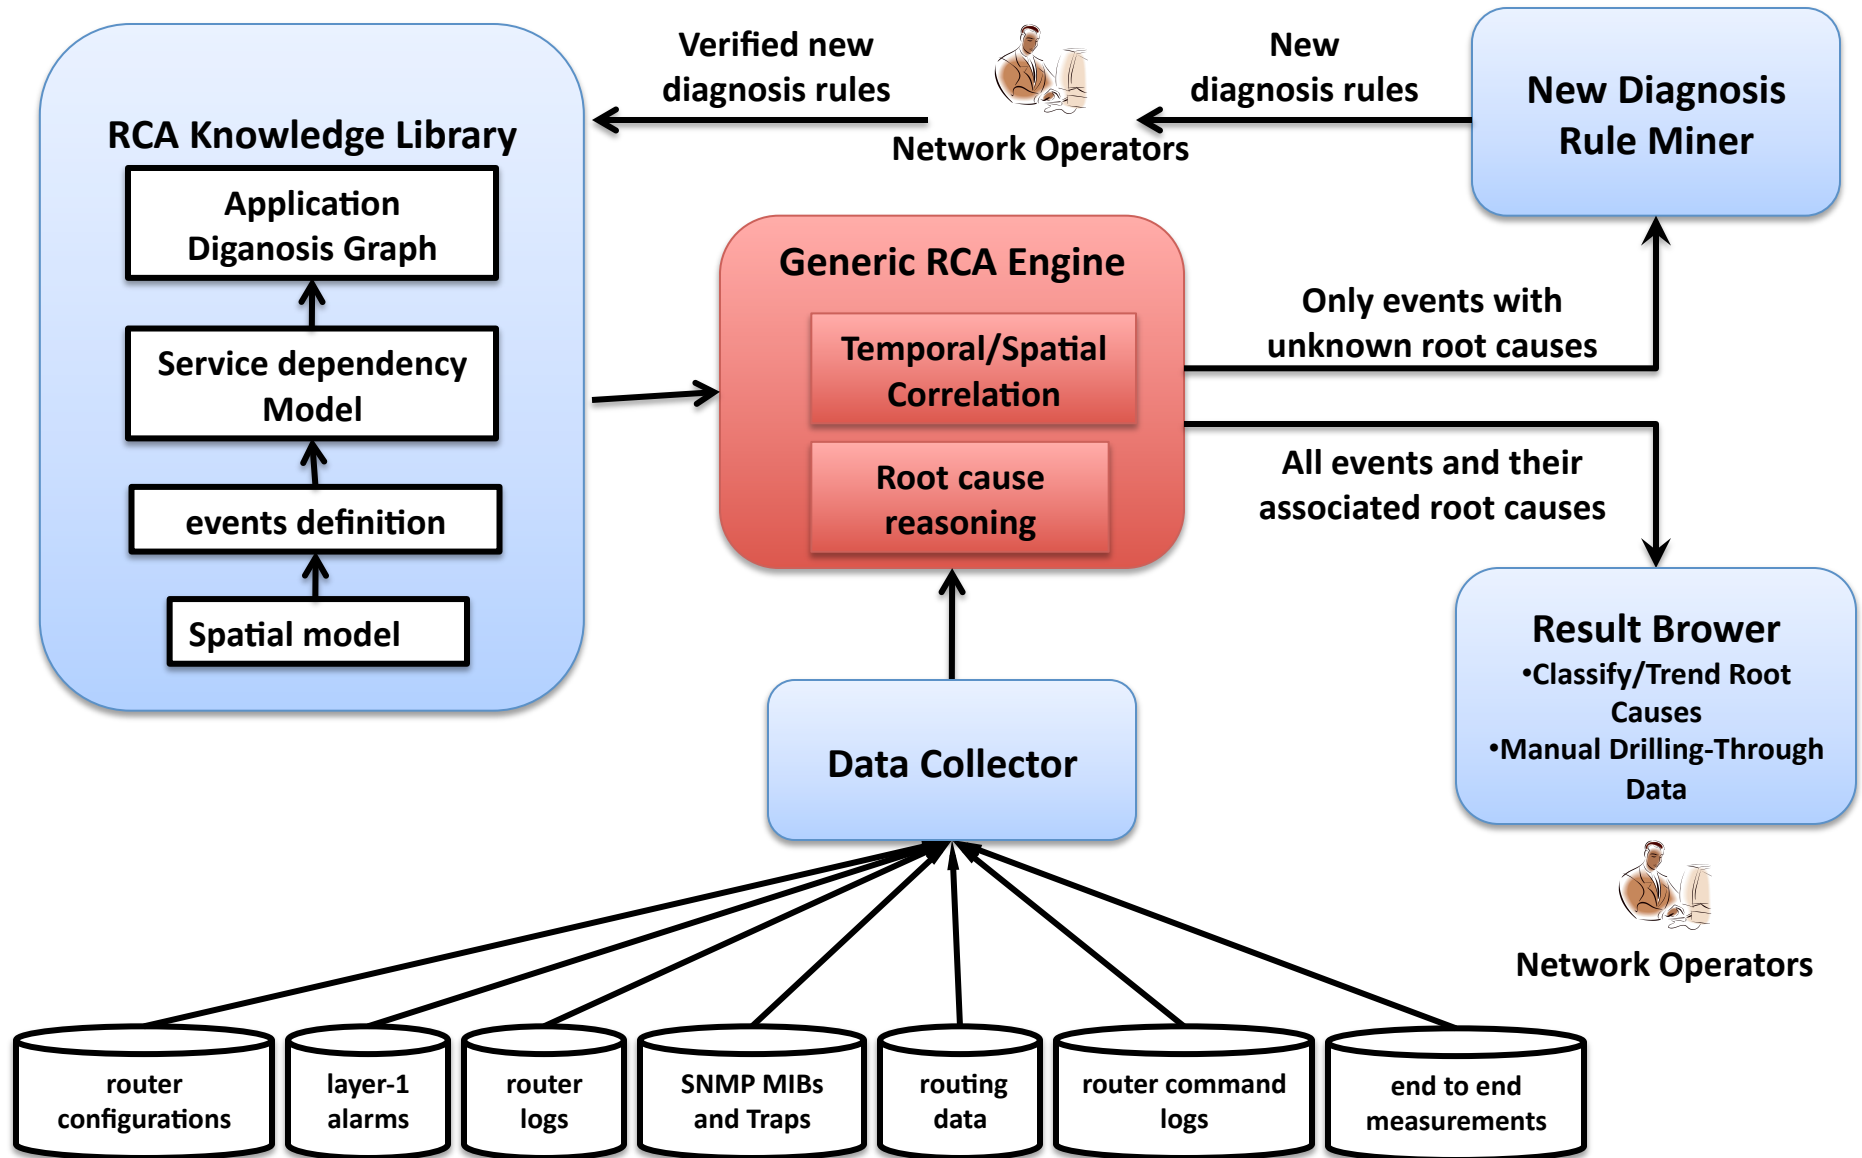 RCA Knowledge Library
Application
Diganosis Graph
Service dependency
Model
events definition
Spatial model
Verified new
diagnosis rules
Network Operators
New
diagnosis rules
New Diagnosis
Rule Miner
Generic RCA Engine
Temporal/Spatial
Correlation
Root cause
reasoning
Only events with
unknown root causes
All events and their
associated root causes
Result Brower
•Classify/Trend Root
Causes
•Manual Drilling-Through
Data
Network Operators
Data Collector
router
configurations
layer-1
alarms
router
logs
SNMP MIBs
and Traps
routing
data
router command
logs
end to end
measurements